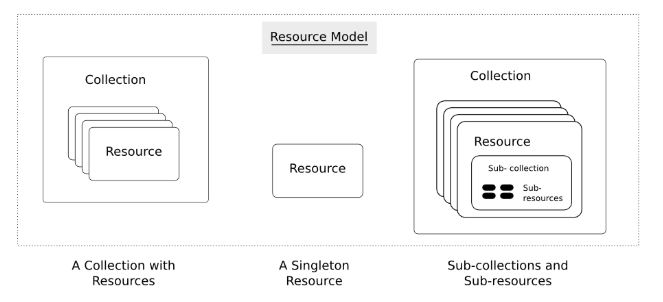 Resource Model
Collection
Resource
Resource
Collection
Resource
Sub- collection
Sub-
resources
A Collection with
Resources
A Singleton
Resource
Sub-collections and
Sub-resources